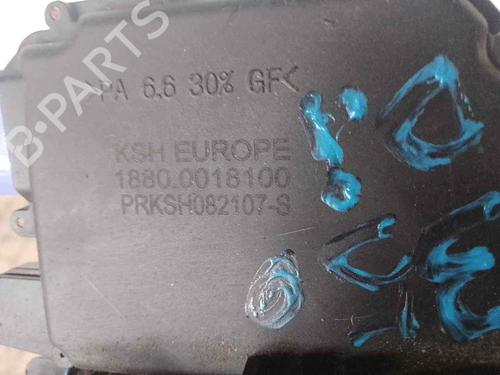 B-PARTS
>PA 6.6 30% GF<
KSH EUROPE
1880.0018100
PRKSH082107-S